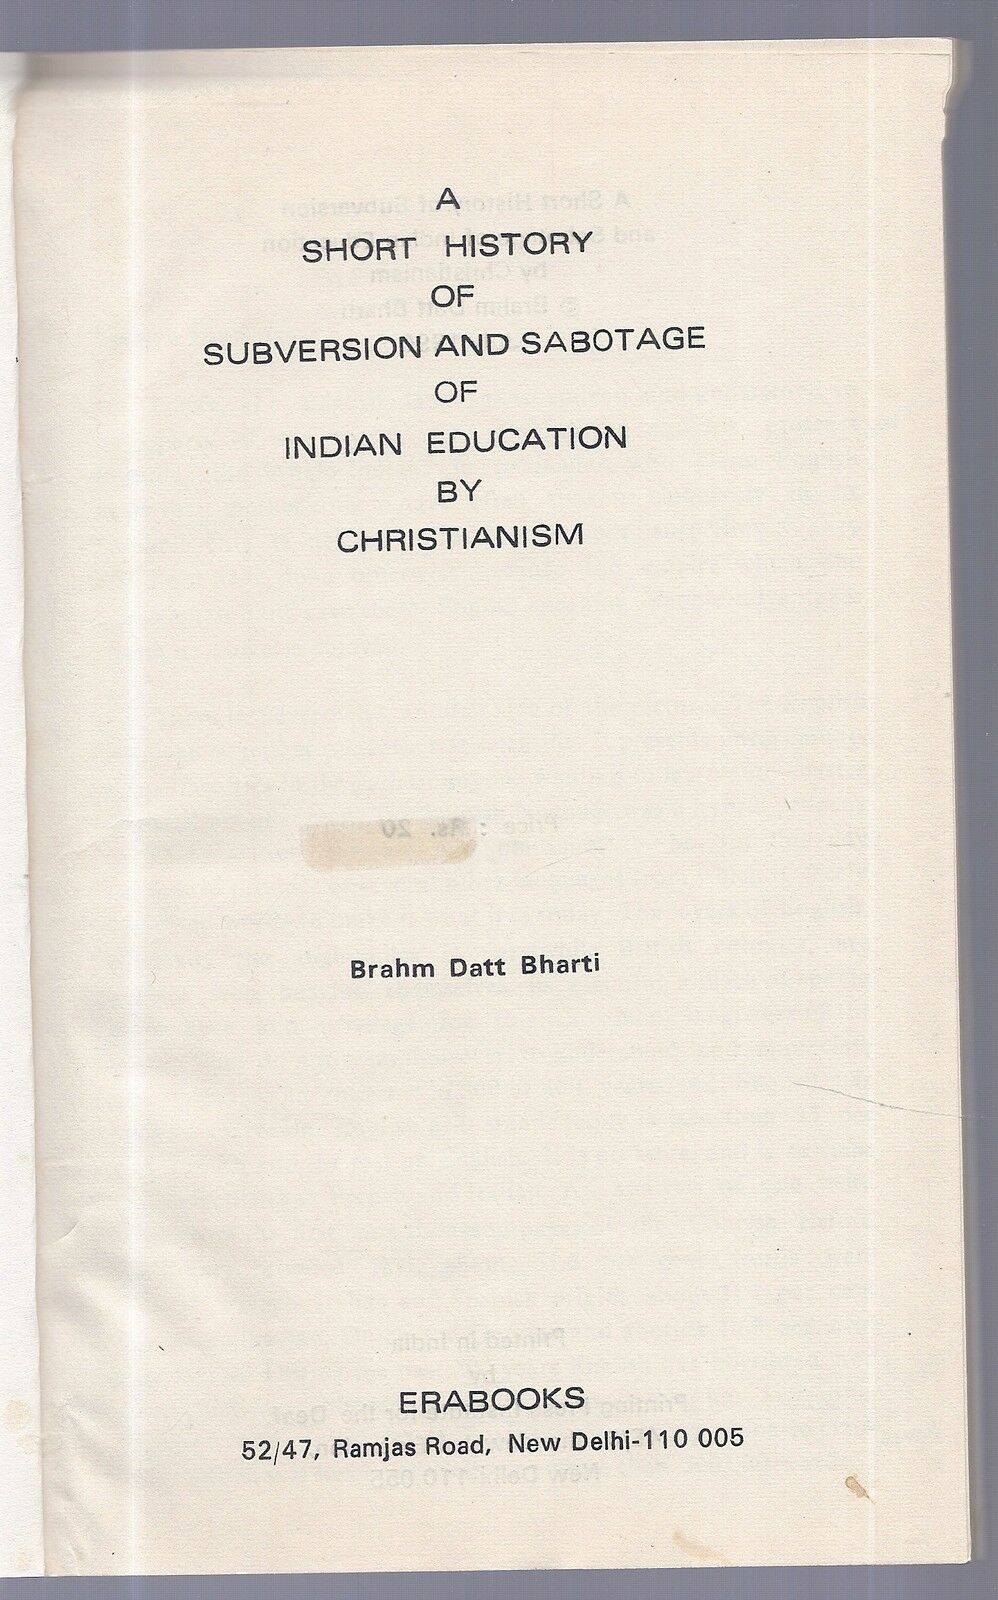 A
SHORT HISTORY
OF
SUBVERSION AND SABOTAGE
OF
INDIAN EDUCATION
BY
CHRISTIANISM
Brahm Datt Bharti
ERABOOKS
52/47, Ramjas Road, New Delhi-110 005